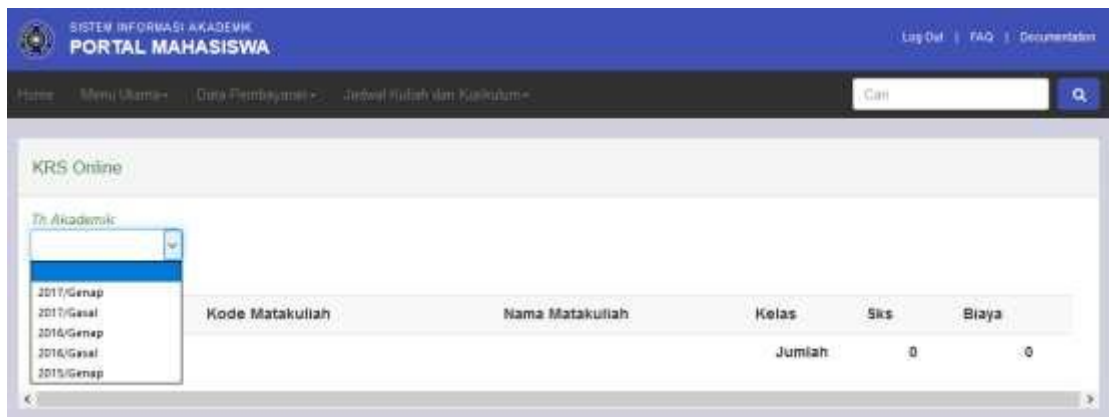 SISTEM INFORMASI AKADEMIK
PORTAL MAHASISWA
Log Out | FAQ | Documentation
Home Menu Utama Data Pembayaran Jadwal Kuliah dan Kurikulum
Cari
KRS Online
Th Akademik
2017/Genap
2017/Gasal
2016/Genap
2016/Gasal
2015/Genap
Kode Matakuliah Nama Matakuliah Kelas Sks Biaya
Jumlah 0 0